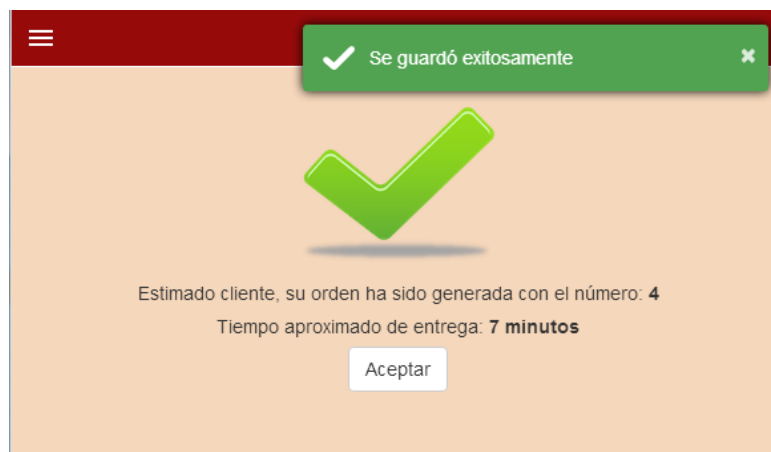 Se guardó exitosamente
Estimado cliente, su orden ha sido generada con el número: 4
Tiempo aproximado de entrega: 7 minutos
Aceptar